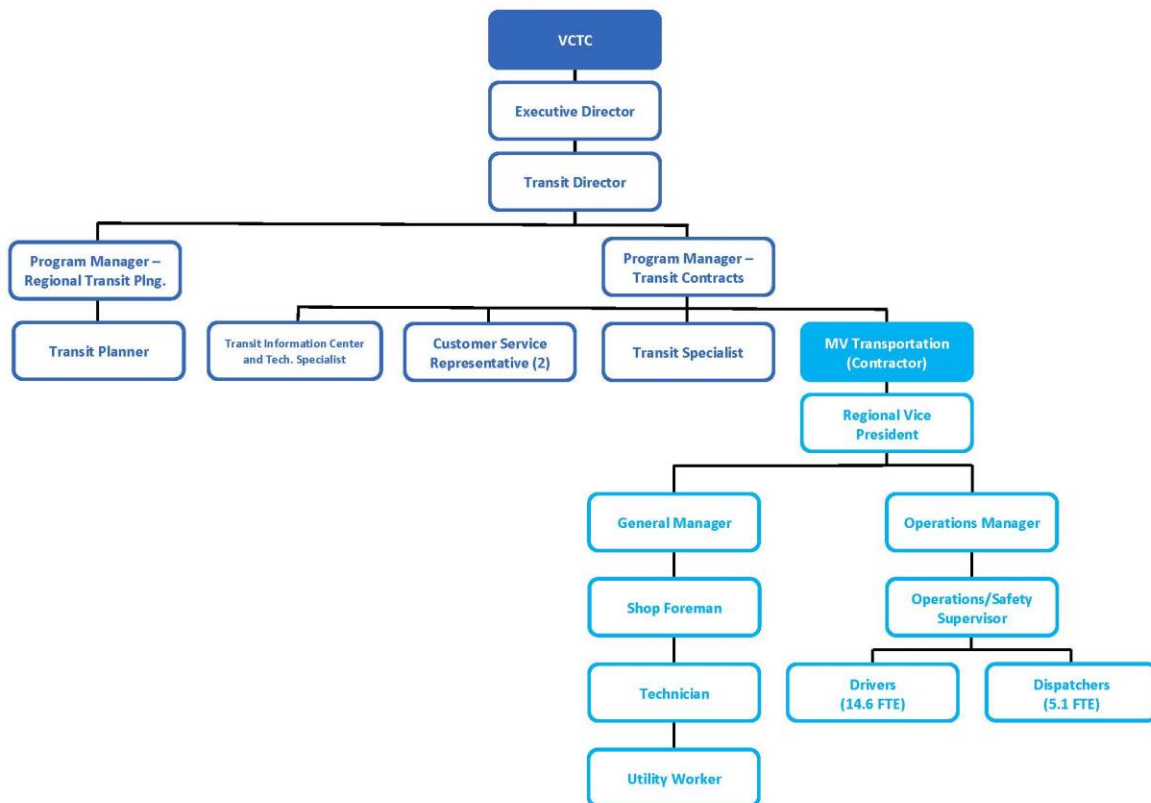 VCTC
Executive Director
Transit Director
Program Manager –
Regional Transit Plng.
Program Manager –
Transit Contracts
Transit Planner
Transit Information Center
and Tech. Specialist
Customer Service
Representative (2)
Transit Specialist
MV Transportation
(Contractor)
Regional Vice
President
General Manager
Operations Manager
Shop Foreman
Operations/Safety
Supervisor
Technician
Drivers
(14.6 FTE)
Dispatchers
(5.1 FTE)
Utility Worker